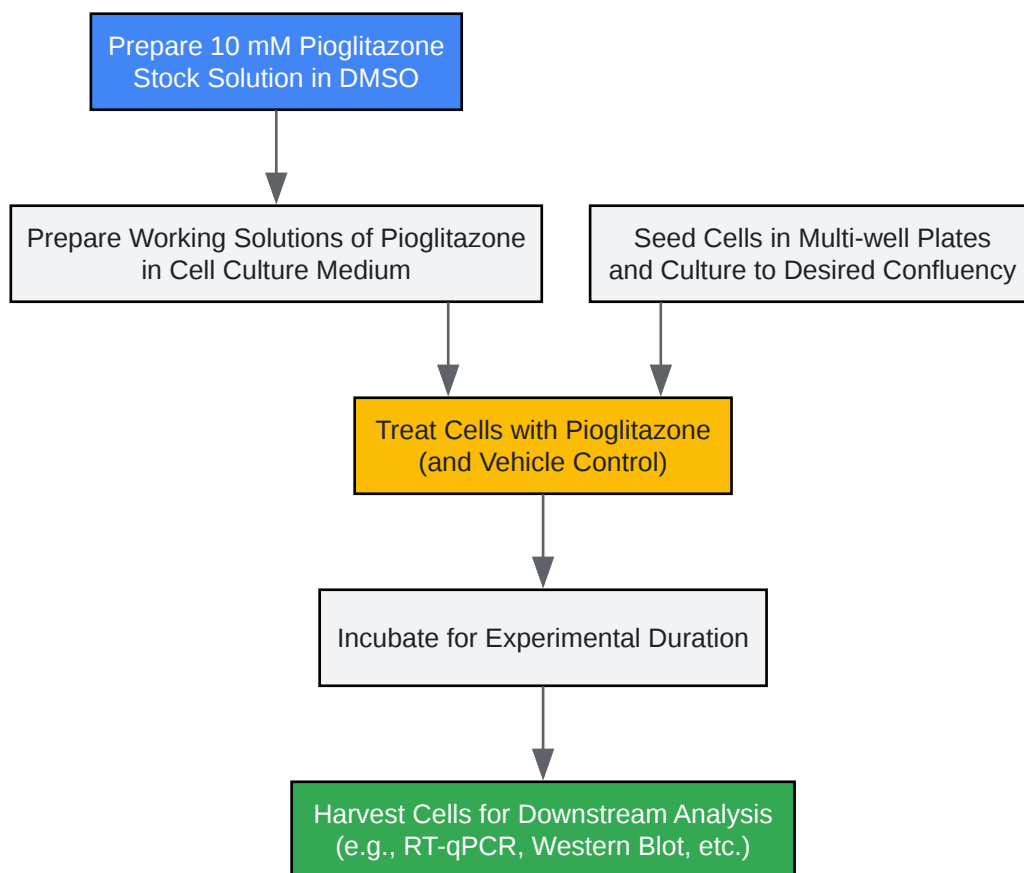 Prepare 10 mM Pioglitazone
Stock Solution in DMSO
Prepare Working Solutions of Pioglitazone
in Cell Culture Medium
Seed Cells in Multi-well Plates
and Culture to Desired Confluency
Treat Cells with Pioglitazone
(and Vehicle Control)
Incubate for Experimental Duration
Harvest Cells for Downstream Analysis
(e.g., RT-qPCR, Western Blot, etc.)